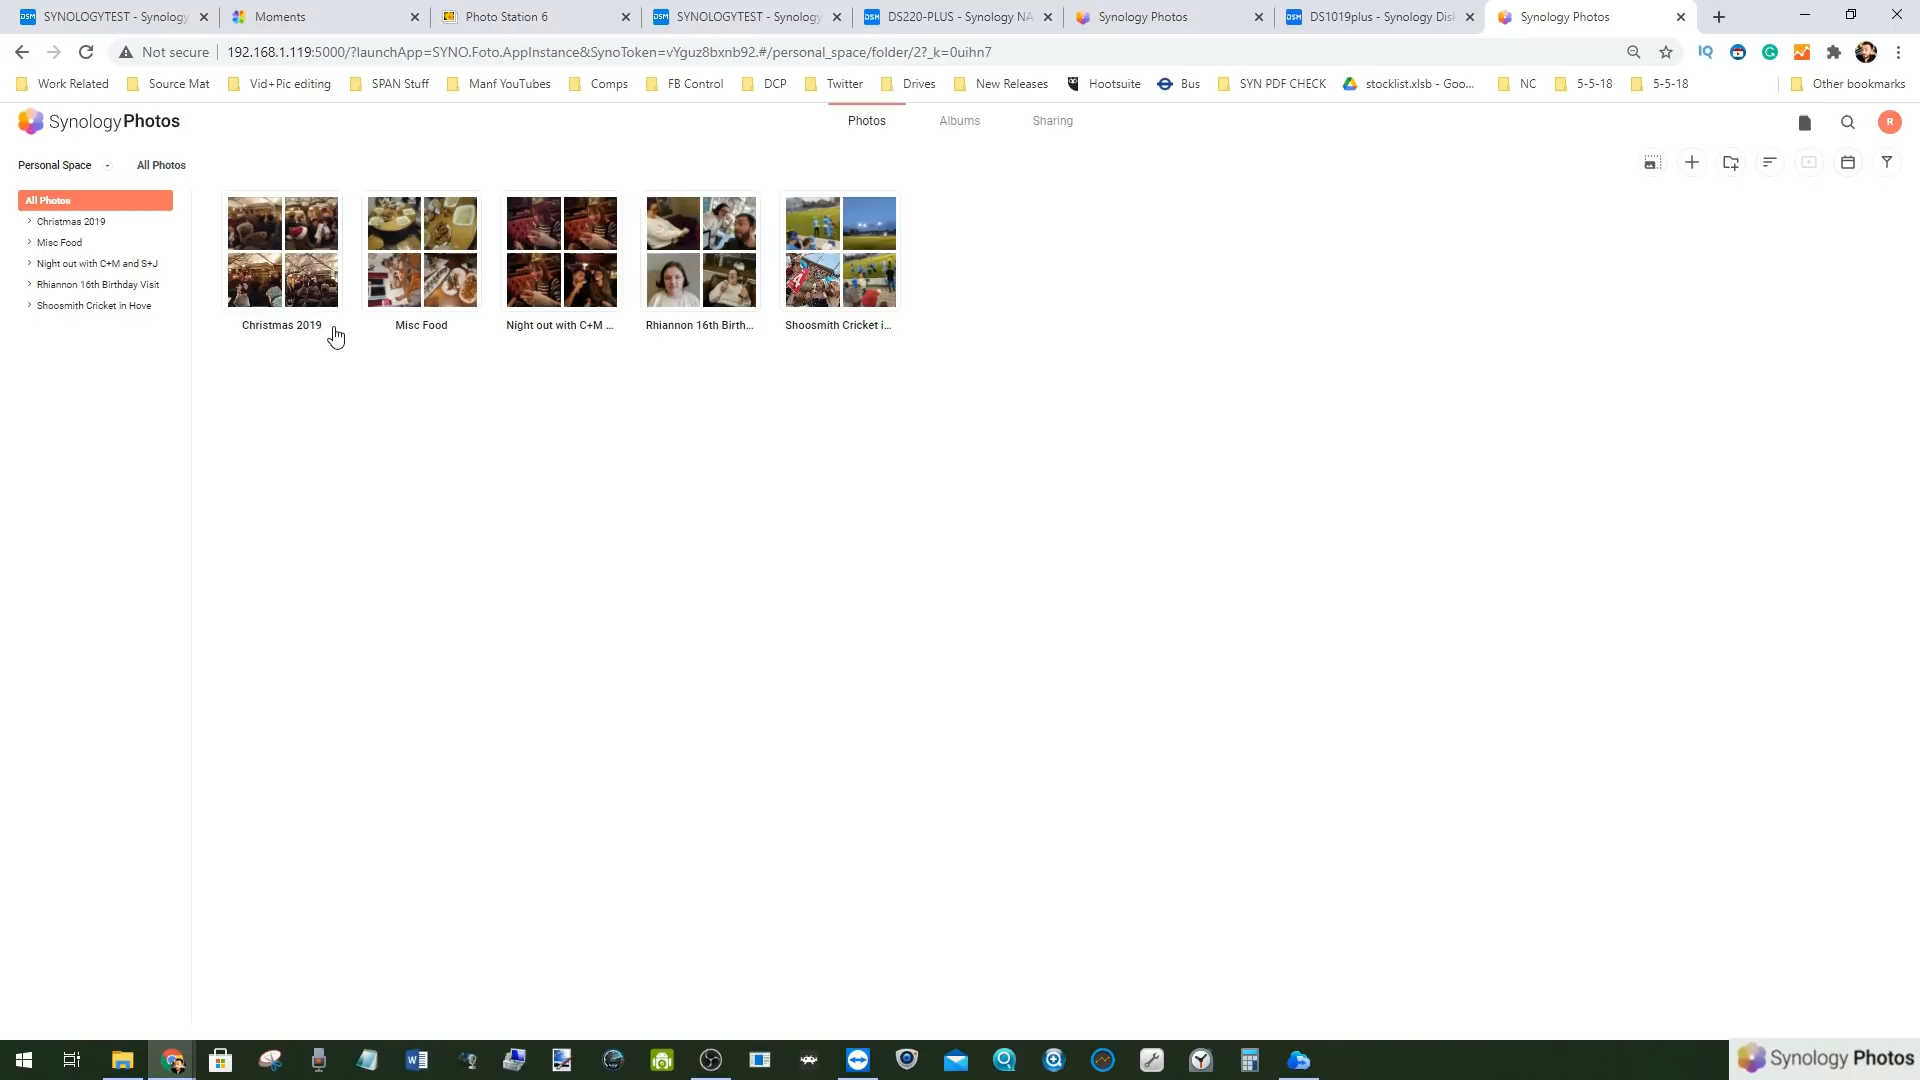 SYNOLOGYTEST - Synology
Moments
Photo Station 6
SYNOLOGYTEST - Synology
DS220-PLUS - Synology NA
Synology Photos
DS1019plus - Synology Disk
Synology Photos
Not secure
192.168.1.119:5000/?launchApp=SYNO.Foto.AppInstance&SynoToken=vYguz8bxnb92.#/personal_space/folder/2?_k=0uihn7
IQ
Work Related
Source Mat
Vid+Pic editing
SPAN Stuff
Manf YouTubes
Comps
FB Control
DCP
Twitter
Drives
New Releases
Hootsuite
Bus
SYN PDF CHECK
stocklist.xlsb - Goo...
NC
5-5-18
5-5-18
Other bookmarks
SynologyPhotos
Photos
Albums
Sharing
R
Personal Space
All Photos
All Photos
Christmas 2019
Misc Food
Night out with C+M and S+J
Rhiannon 16th Birthday Visit
Shoosmith Cricket in Hove
Christmas 2019
Misc Food
Night out with C+M ...
Rhiannon 16th Birth...
Shoosmith Cricket i...
Synology Photos